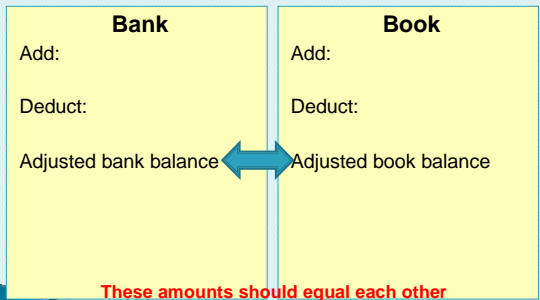 Bank
Add:
Deduct:
Adjusted bank balance
Book
Add:
Deduct:
Adjusted book balance
These amounts should equal each other